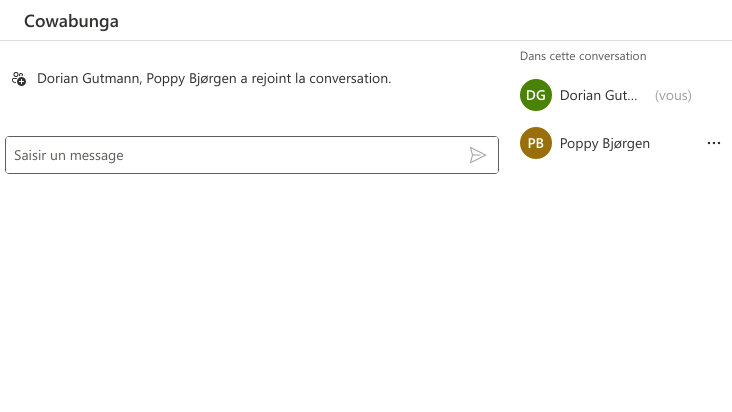 Cowabunga
Dorian Gutmann, Poppy Bjørgen a rejoint la conversation.
Saisir un message
Dans cette conversation
DG Dorian Gut... (vous)
PB Poppy Bjørgen